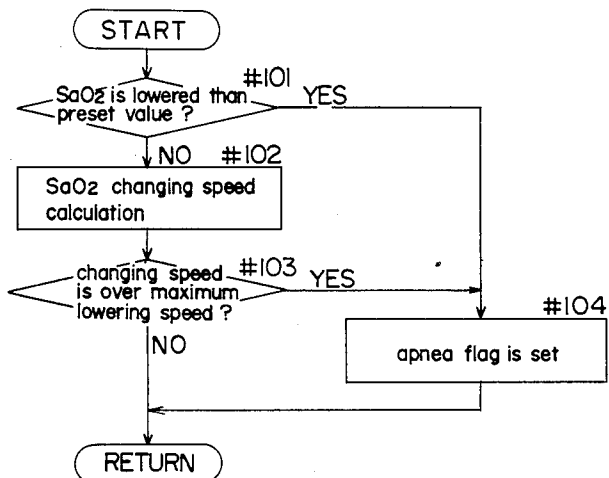 START
#101
SaO2 is lowered than
preset value ?
YES
NO
#102
SaO2 changing speed
calculation
#103
changing speed
is over maximum
lowering speed ?
YES
NO
#104
apnea flag is set
RETURN